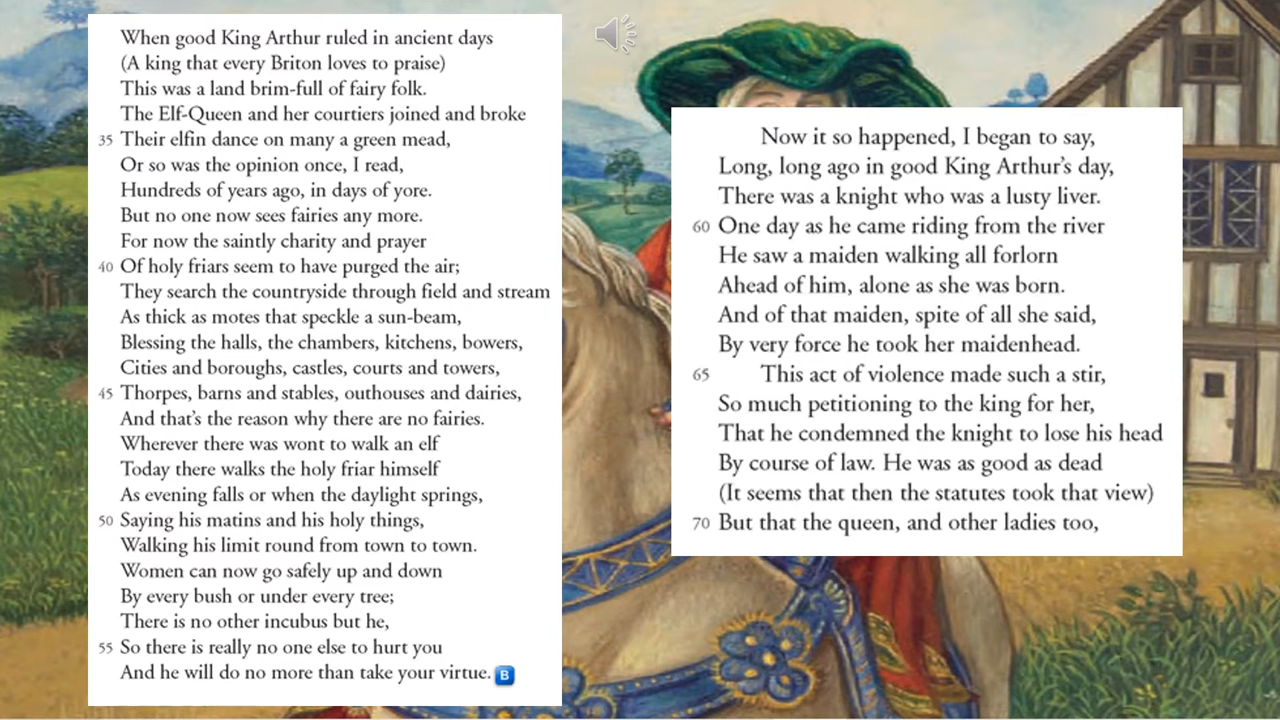 When good King Arthur ruled in ancient days
(A king that every Briton loves to praise)
This was a land brim-full of fairy folk.
The Elf-Queen and her courtiers joined and broke
35 Their elfin dance on many a green mead,
Or so was the opinion once, I read,
Hundreds of years ago, in days of yore.
But no one now sees fairies any more.
For now the saintly charity and prayer
40 Of holy friars seem to have purged the air;
They search the countryside through field and stream
As thick as motes that speckle a sun-beam,
Blessing the halls, the chambers, kitchens, bowers,
Cities and boroughs, castles, courts and towers,
45 Thorpes, barns and stables, outhouses and dairies,
And that's the reason why there are no fairies.
Wherever there was wont to walk an elf
Today there walks the holy friar himself
As evening falls or when the daylight springs,
50 Saying his matins and his holy things,
Walking his limit round from town to town.
Women can now go safely up and down
By every bush or under every tree;
There is no other incubus but he,
55 So there is really no one else to hurt you
And he will do no more than take your virtue. B
Now it so happened, I began to say,
Long, long ago in good King Arthur's day,
There was a knight who was a lusty liver.
60 One day as he came riding from the river
He saw a maiden walking all forlorn
Ahead of him, alone as she was born.
And of that maiden, spite of all she said,
By very force he took her maidenhead.
65 This act of violence made such a stir,
So much petitioning to the king for her,
That he condemned the knight to lose his head
By course of law. He was as good as dead
(It seems that then the statutes took that view)
70 But that the queen, and other ladies too,